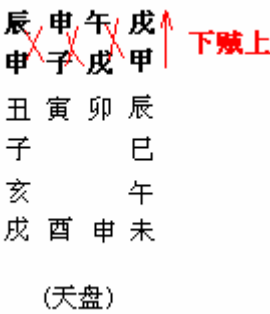 辰 申 午 戌 下贼上
申 子 戌 甲
丑 寅 卯 辰
子 巳
亥 午
戌 酉 申 未
(天盘)